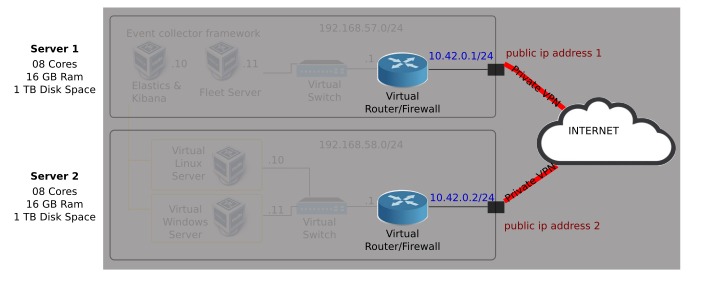 Server 1
08 Cores
16 GB Ram
1 TB Disk Space
Event collector framework
192.168.57.0/24
.10
.11
.1
10.42.0.1/24
public ip address 1
Elastics &
Kibana
Fleet Server
Virtual
Switch
Virtual
Router/Firewall
Private VPN
INTERNET
Server 2
08 Cores
16 GB Ram
1 TB Disk Space
192.168.58.0/24
Virtual
Linux
Server
.10
Virtual
Windows
Server
.11
.1
10.42.0.2/24
Virtual
Switch
Virtual
Router/Firewall
Private VPN
public ip address 2